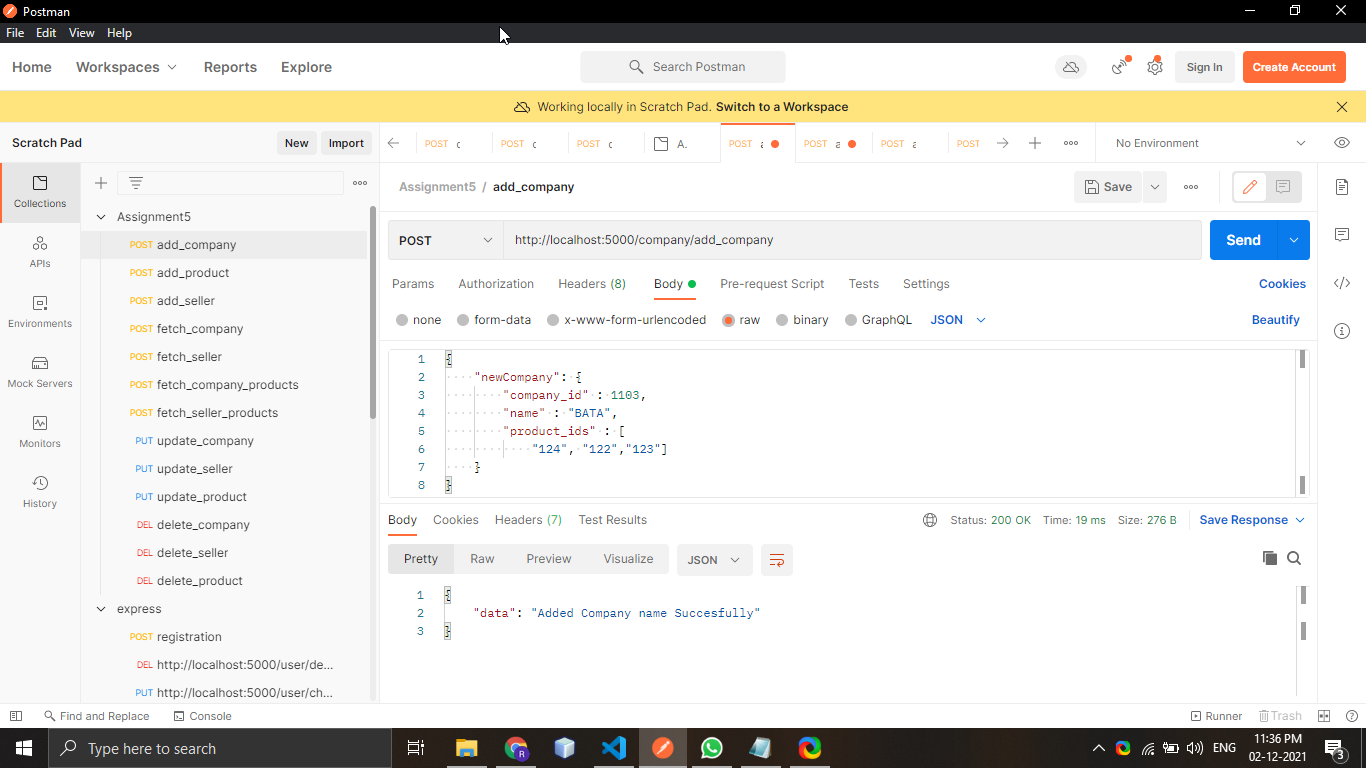 Postman
File Edit View Help
Home Workspaces Reports Explore Search Postman Sign In Create Account
Working locally in Scratch Pad. Switch to a Workspace
Scratch Pad New Import POST POST POST A. POST POST POST POST No Environment
Collections
APIs
Environments
Mock Servers
Monitors
History
Assignment5
POST add_company
POST add_product
POST add_seller
POST fetch_company
POST fetch_seller
POST fetch_company_products
POST fetch_seller_products
PUT update_company
PUT update_seller
PUT update_product
DEL delete_company
DEL delete_seller
DEL delete_product
express
POST registration
DEL http://localhost:5000/user/de...
PUT http://localhost:5000/user/ch...
Assignment5 / add_company Save
POST http://localhost:5000/company/add_company Send
Params Authorization Headers (8) Body Pre-request Script Tests Settings Cookies
none form-data x-www-form-urlencoded raw binary GraphQL JSON Beautify
1 {
2 "newCompany": {
3 "company_id" : 1103,
4 "name" : "BATA",
5 "product_ids" : [
6 "124", "122","123"]
7 }
8 }
Body Cookies Headers (7) Test Results Status: 200 OK Time: 19 ms Size: 276 B Save Response
Pretty Raw Preview Visualize JSON
1 {
2 "data": "Added Company name Succesfully"
3 }
Find and Replace Console Runner Trash
Type here to search ENG 11:36 PM
02-12-2021 3